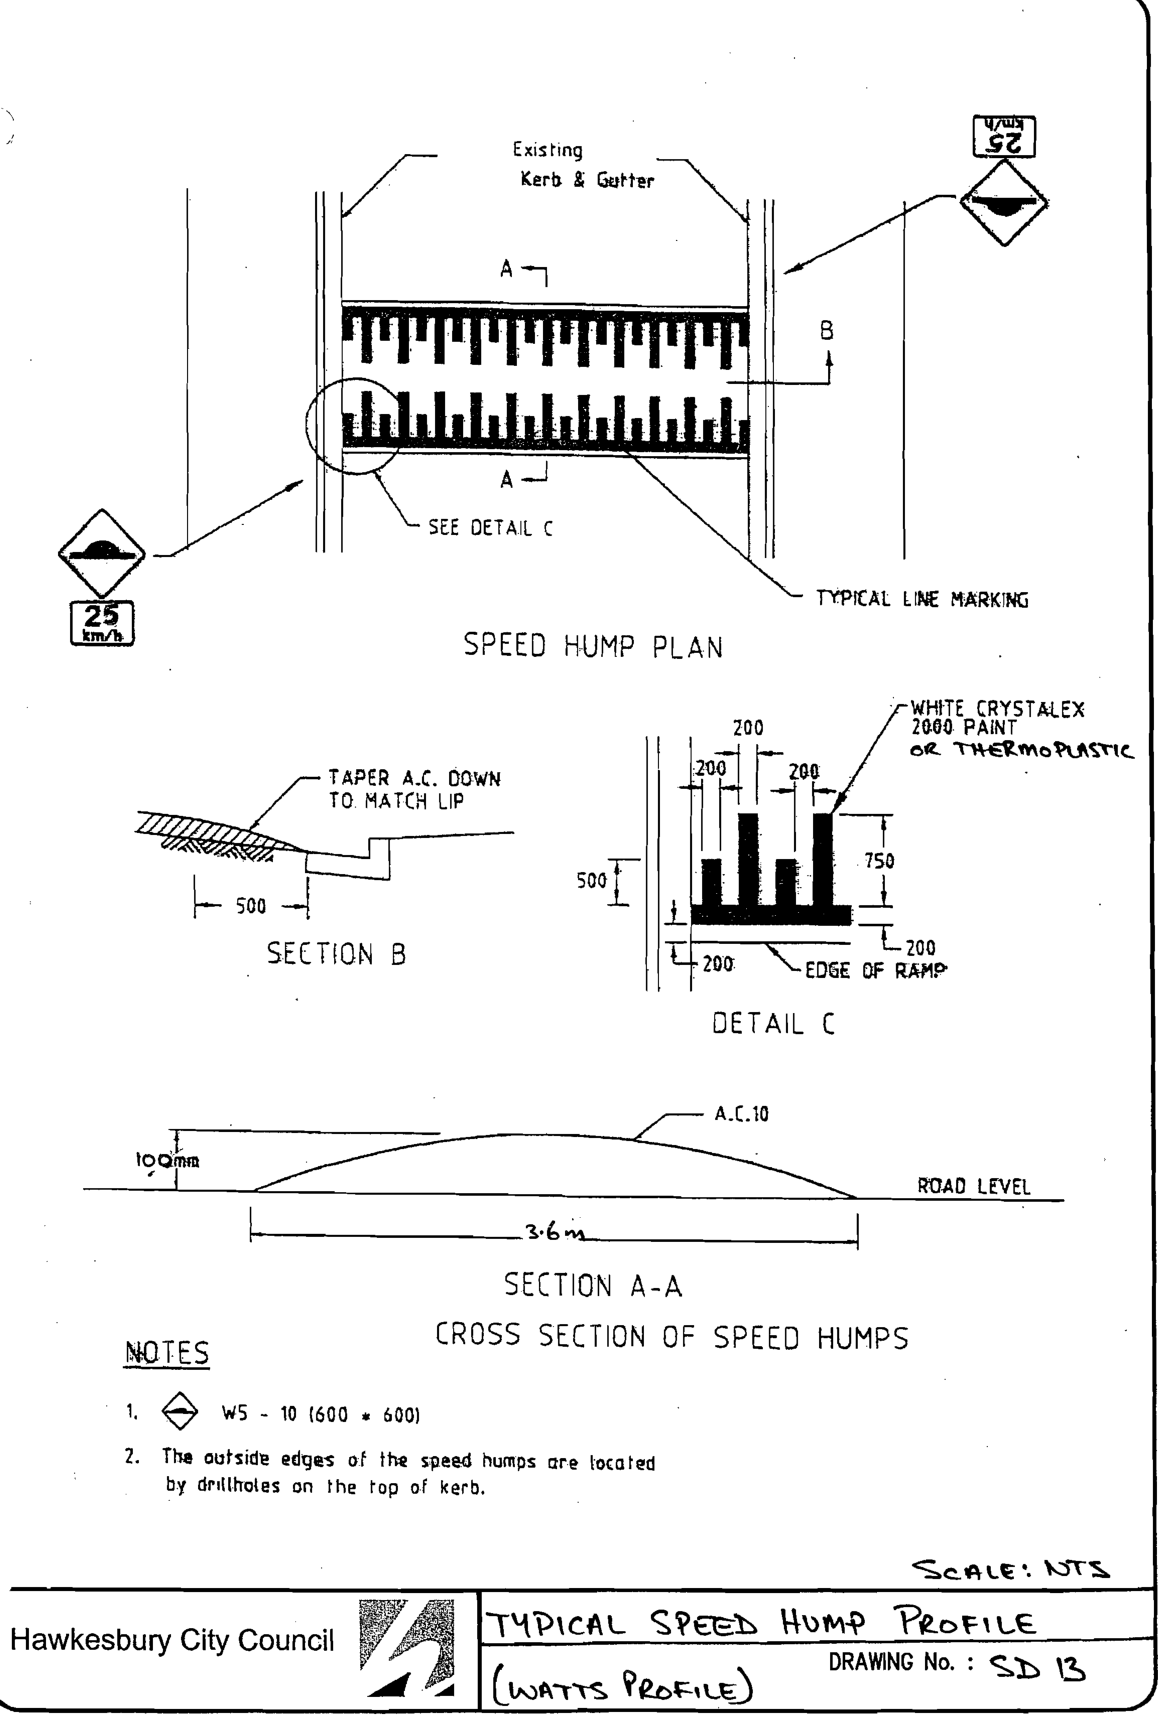 25
km/h
Existing
Kerb & Gutter
A
B
A
SEE DETAIL C
25
km/h
TYPICAL LINE MARKING
SPEED HUMP PLAN
WHITE CRYSTALEX
2000 PAINT
OR THERMOPLASTIC
200
200
200
TAPER A.C. DOWN
TO MATCH LIP
750
500
500
200
200
EDGE OF RAMP
SECTION B
DETAIL C
A.C.10
100mm
ROAD LEVEL
3.6m
SECTION A-A
CROSS SECTION OF SPEED HUMPS
NOTES
1. W5 - 10 (600 * 600)
2. The outside edges of the speed humps are located
by drillholes on the top of kerb.
SCALE: NTS
Hawkesbury City Council
TYPICAL SPEED HUMP PROFILE
(WATTS PROFILE)
DRAWING No. : SD 13